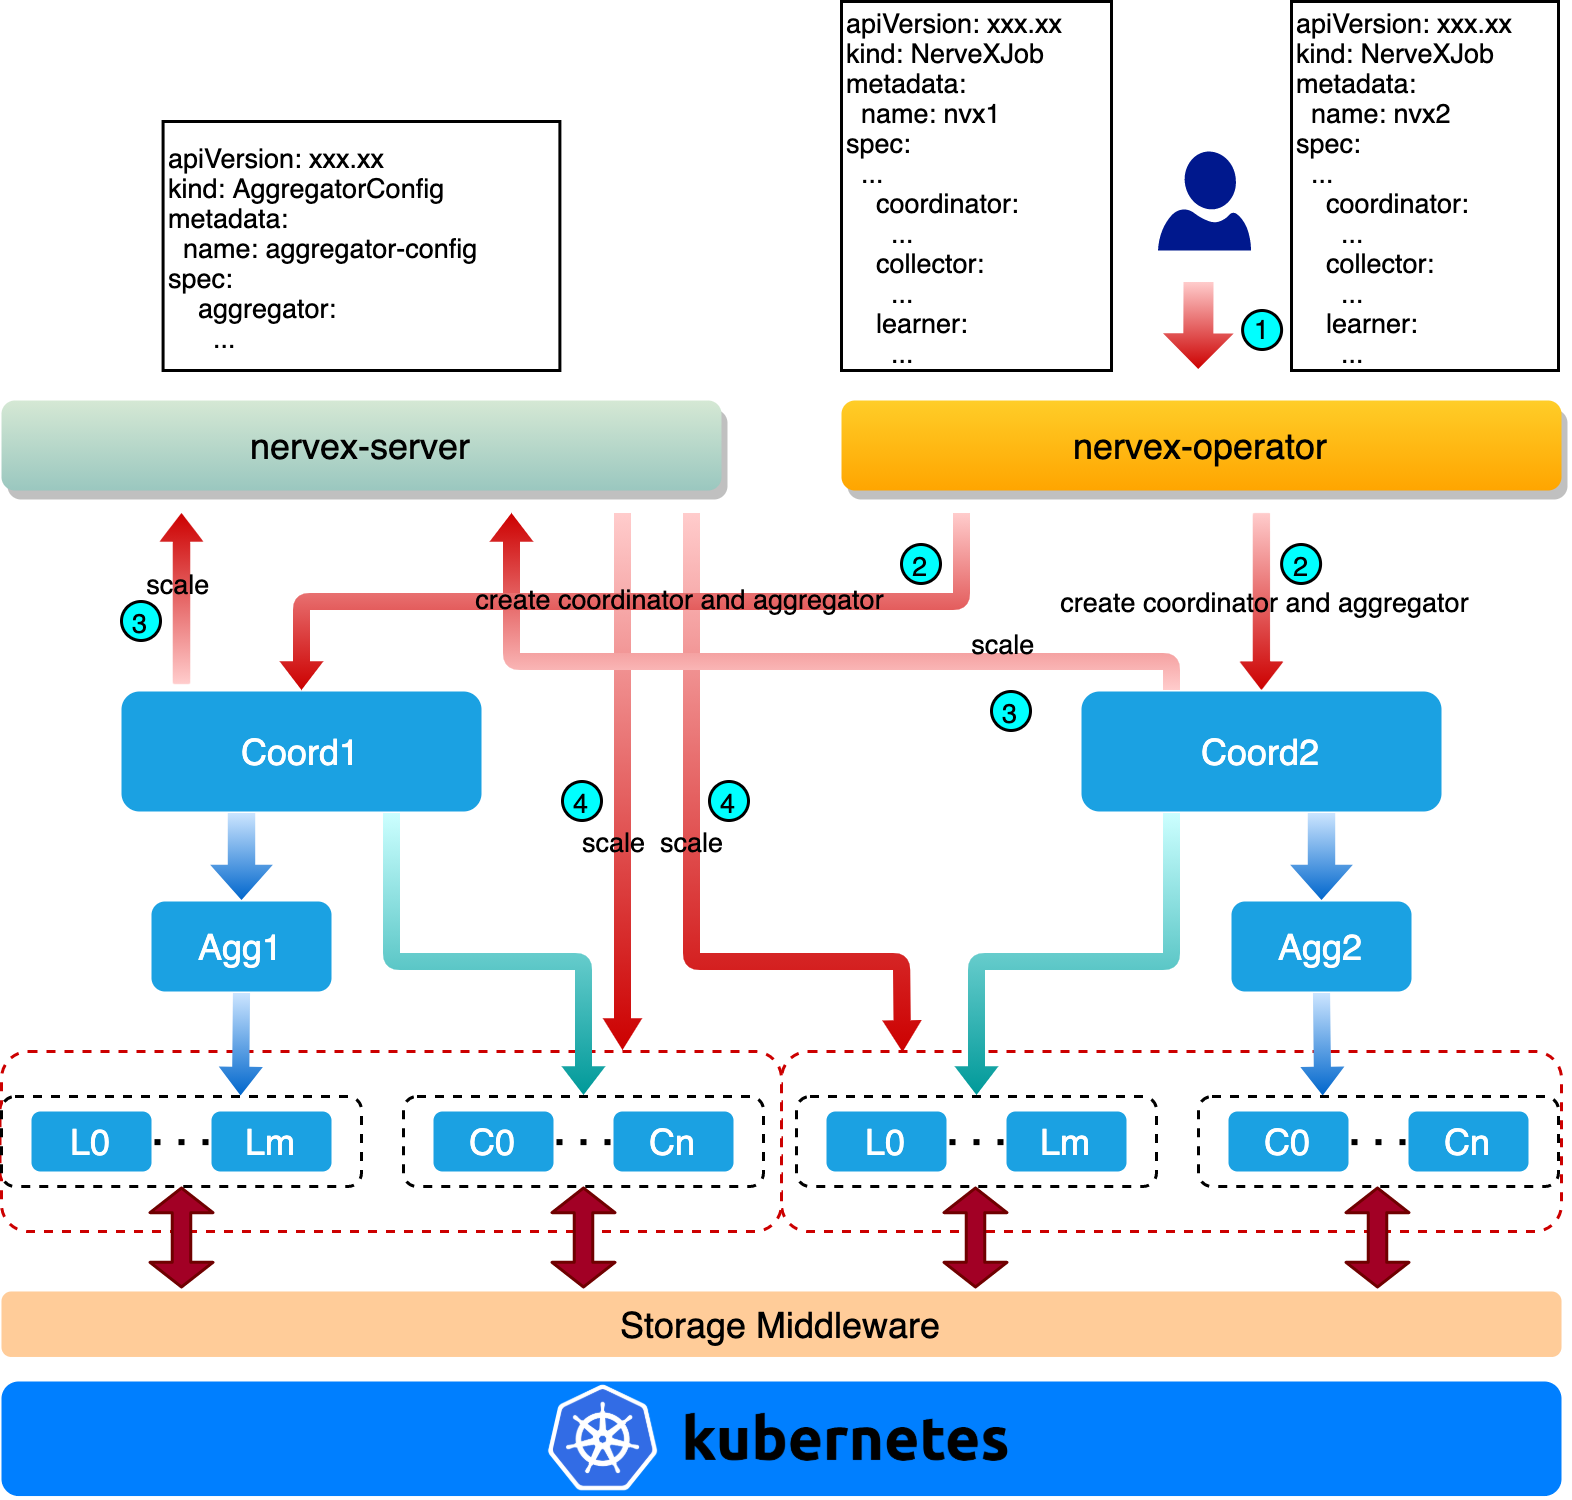 apiVersion: xxx.xx
kind: AggregatorConfig
metadata:
name: aggregator-config
spec:
aggregator:
...
apiVersion: xxx.xx
kind: NerveXJob
metadata:
name: nvx1
spec:
...
coordinator:
...
collector:
...
learner:
...
1
apiVersion: xxx.xx
kind: NerveXJob
metadata:
name: nvx2
spec:
...
coordinator:
...
collector:
...
learner:
...
nervex-server
nervex-operator
2
2
scale
3
create coordinator and aggregator
create coordinator and aggregator
scale
3
Coord1
Coord2
4
4
scale
scale
Agg1
Agg2
L0 ... Lm
C0 ... Cn
L0 ... Lm
C0 ... Cn
Storage Middleware
kubernetes